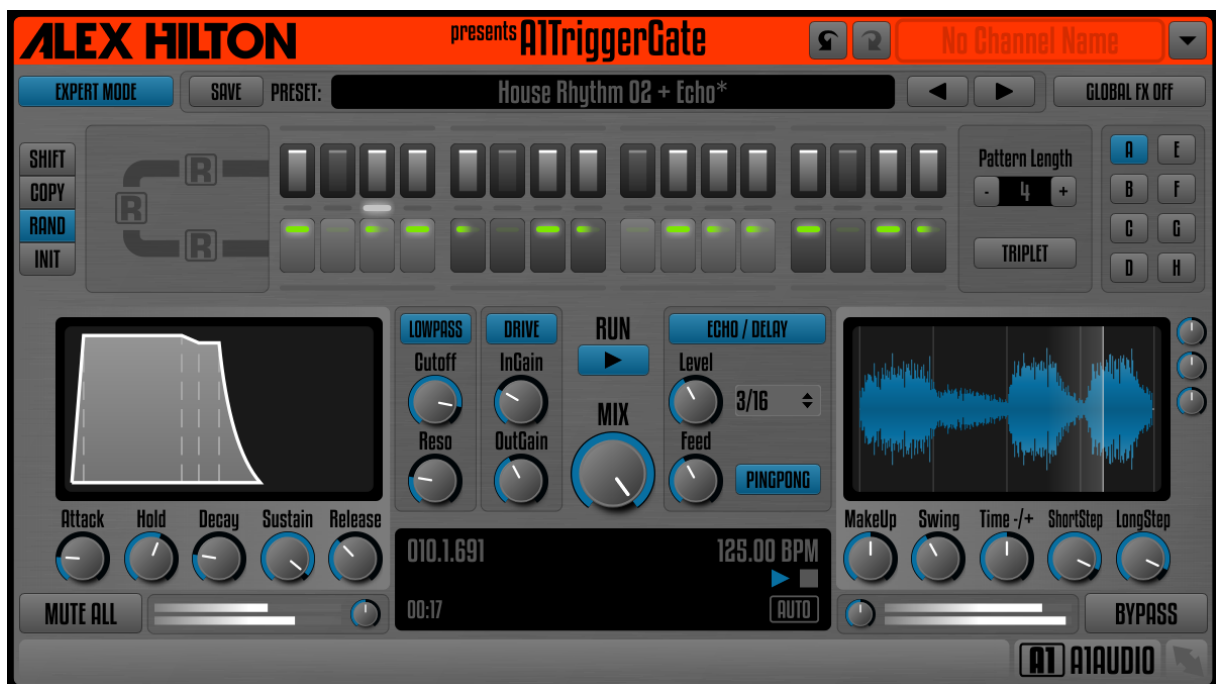 ALEX HILTON presents A1TriggerGate No Channel Name
EXPERT MODE SAVE PRESET: House Rhythm 02 + Echo* GLOBAL FX OFF
SHIFT
COPY
RAND
INIT
R
R
R
Pattern Length
- 4 +
TRIPLET
A E
B F
C G
D H
LOWPASS DRIVE RUN ECHO / DELAY
Cutoff InGain Level
3/16
Reso OutGain MIX Feed
PINGPONG
Attack Hold Decay Sustain Release
MakeUp Swing Time -/+ ShortStep LongStep
010.1.691 125.00 BPM
00:17 AUTO
MUTE ALL BYPASS
A1 A1AUDIO